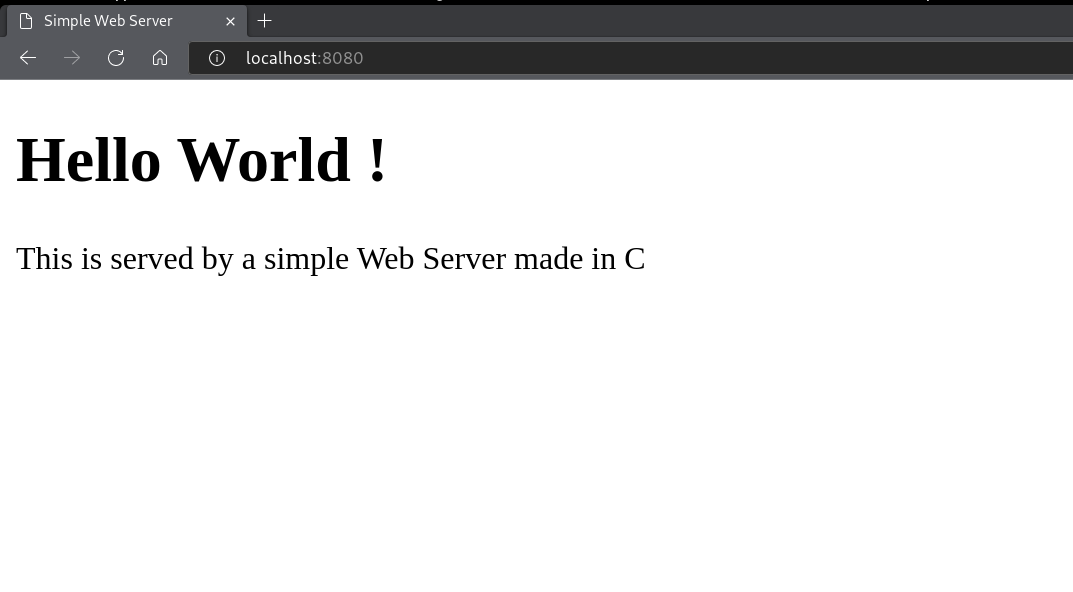 Simple Web Server
localhost:8080
Hello World !
This is served by a simple Web Server made in C